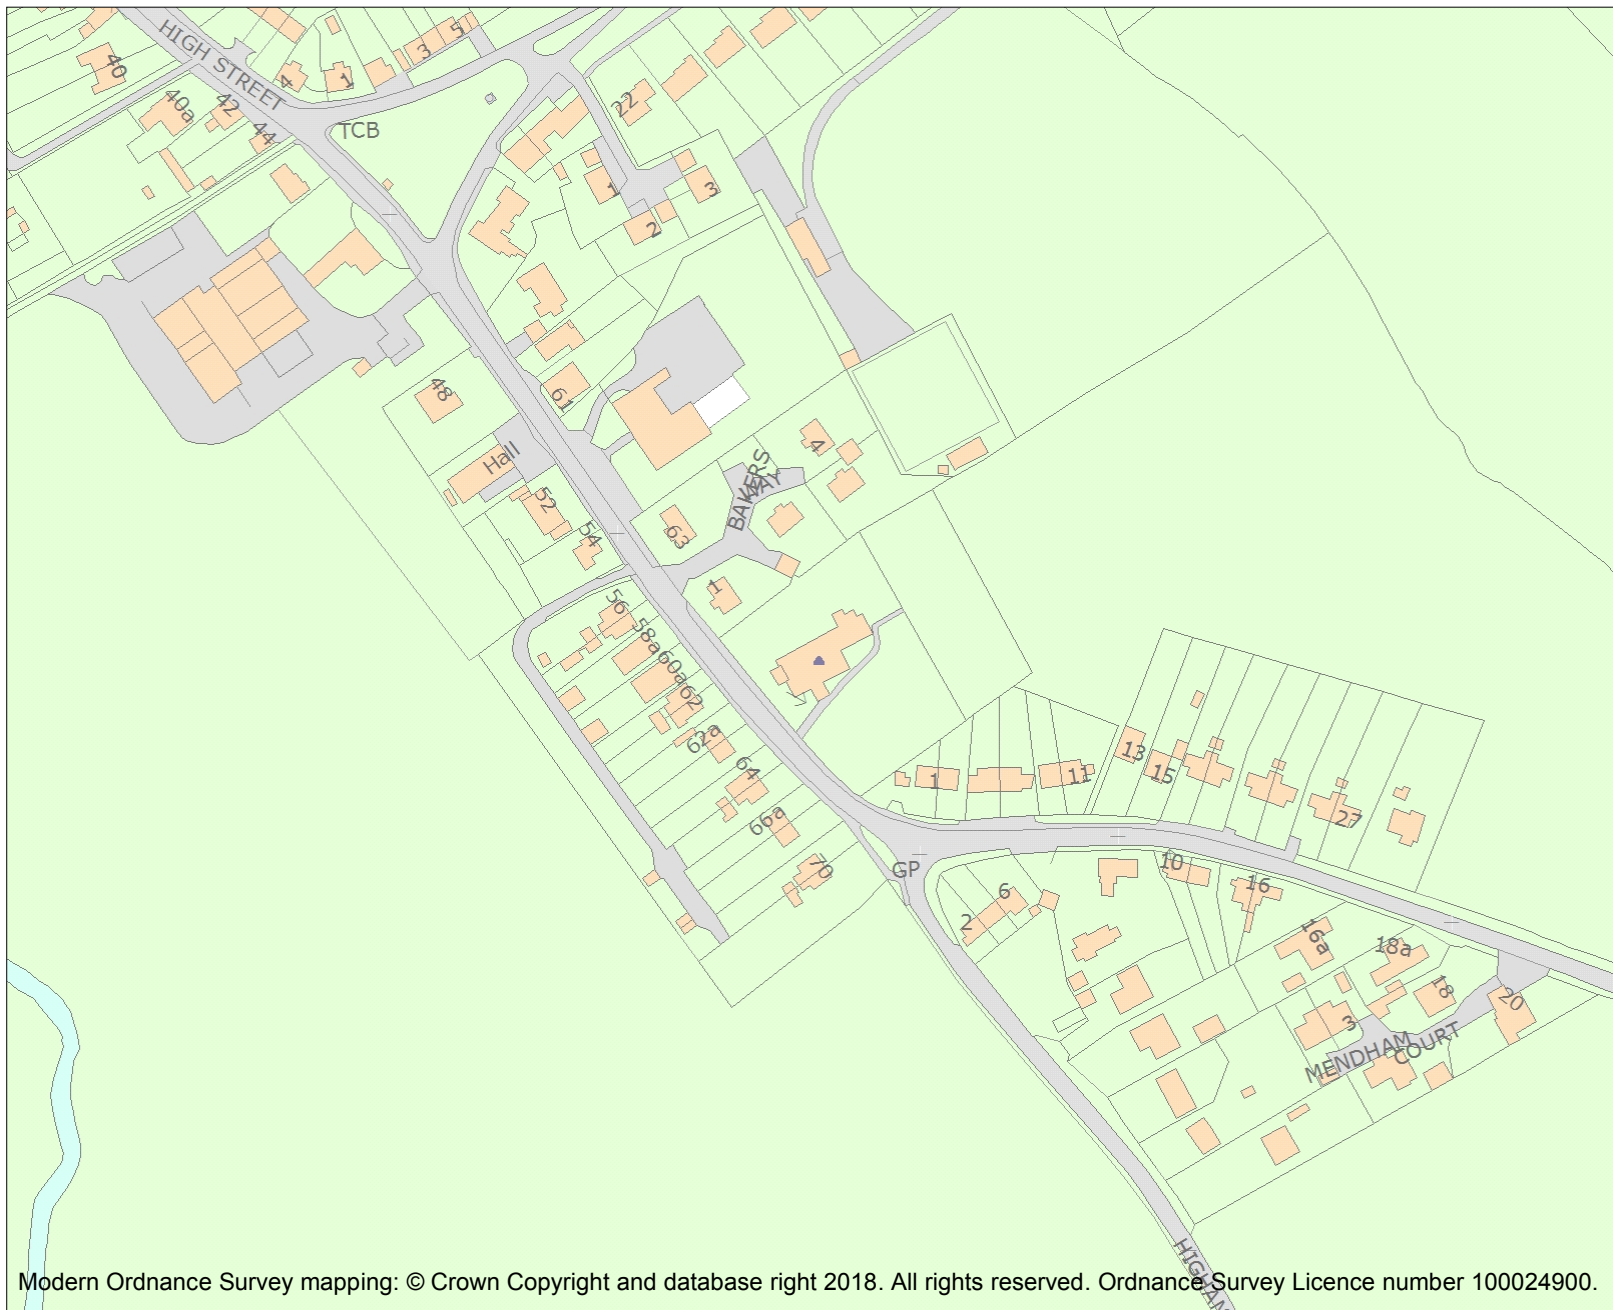 HIGH STREET
5
3
40
4
1
40a
42
22
44
TCB
1
3
2
48
61
Hall
4
BAKERS
WAY
52
63
54
1
56
58a
60a
62
62a
64
13
15
11
1
66a
27
70
GP
10
6
16
2
16a
18a
18
20
3
MENDHAM
COURT
HIGHAM
Modern Ordnance Survey mapping: © Crown Copyright and database right 2018. All rights reserved. Ordnance Survey Licence number 100024900.